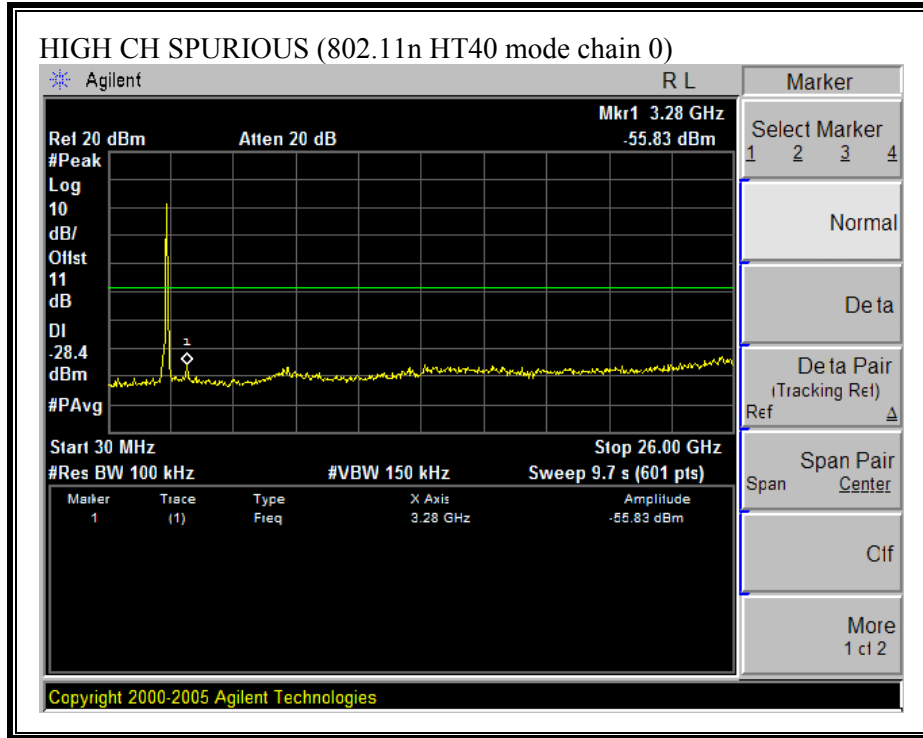 HIGH CH SPURIOUS (802.11n HT40 mode chain 0)
Agilent R L
Mkr1 3.28 GHz
Ref 20 dBm Atten 20 dB -55.83 dBm
#Peak
Log
10
dB/
Offst
11
dB
DI
-28.4
dBm
#PAvg
1
Start 30 MHz Stop 26.00 GHz
#Res BW 100 kHz #VBW 150 kHz Sweep 9.7 s (601 pts)
Marker Trace Type X Axis Amplitude
1 (1) Freq 3.28 GHz -55.83 dBm
Copyright 2000-2005 Agilent Technologies
Marker
Select Marker
1 2 3 4
Normal
Delta
Delta Pair
(Tracking Ref)
Ref Δ
Span Pair
Span Center
Off
More
1 of 2